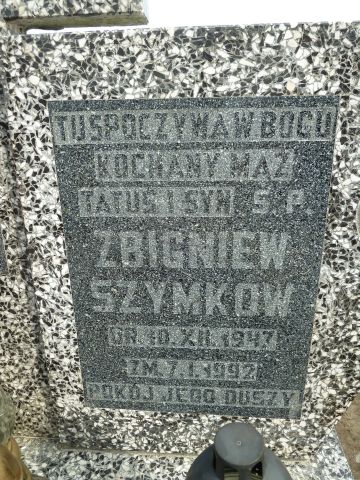 TU SPOCZYWA W BOGU
KOCHANY MĄŻ
TATUŚ I SYN Ś.P.
ZBIGNIEW
SZYMKÓW
UR. 10. XII. 1947
ZM. 7. I. 1992
POKÓJ JEGO DUSZY